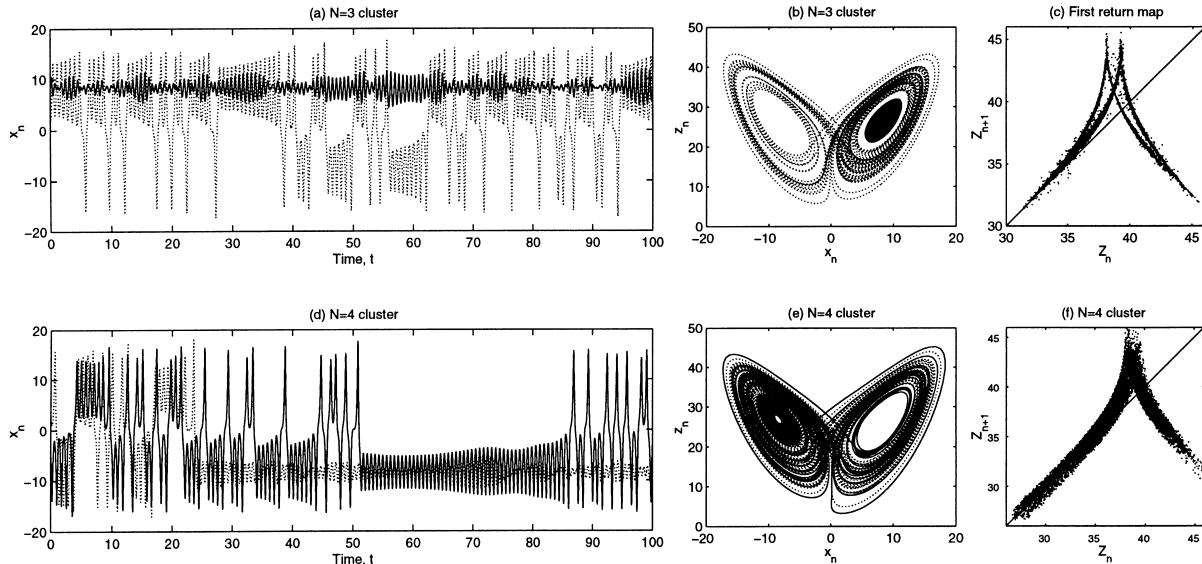 (a) N=3 cluster
20
10
0
−10
−20
x_n
0 10 20 30 40 50 60 70 80 90 100
Time, t
(b) N=3 cluster
50
40
30
20
10
0
z_n
−20 −10 0 10 20
x_n
(c) First return map
45
40
35
30
Z_{n+1}
30 35 40 45
Z_n
(d) N=4 cluster
20
10
0
−10
−20
x_n
0 10 20 30 40 50 60 70 80 90 100
Time, t
(e) N=4 cluster
50
40
30
20
10
0
z_n
−20 −10 0 10 20
x_n
(f) N=4 cluster
45
40
35
30
Z_{n+1}
30 35 40 45
Z_n